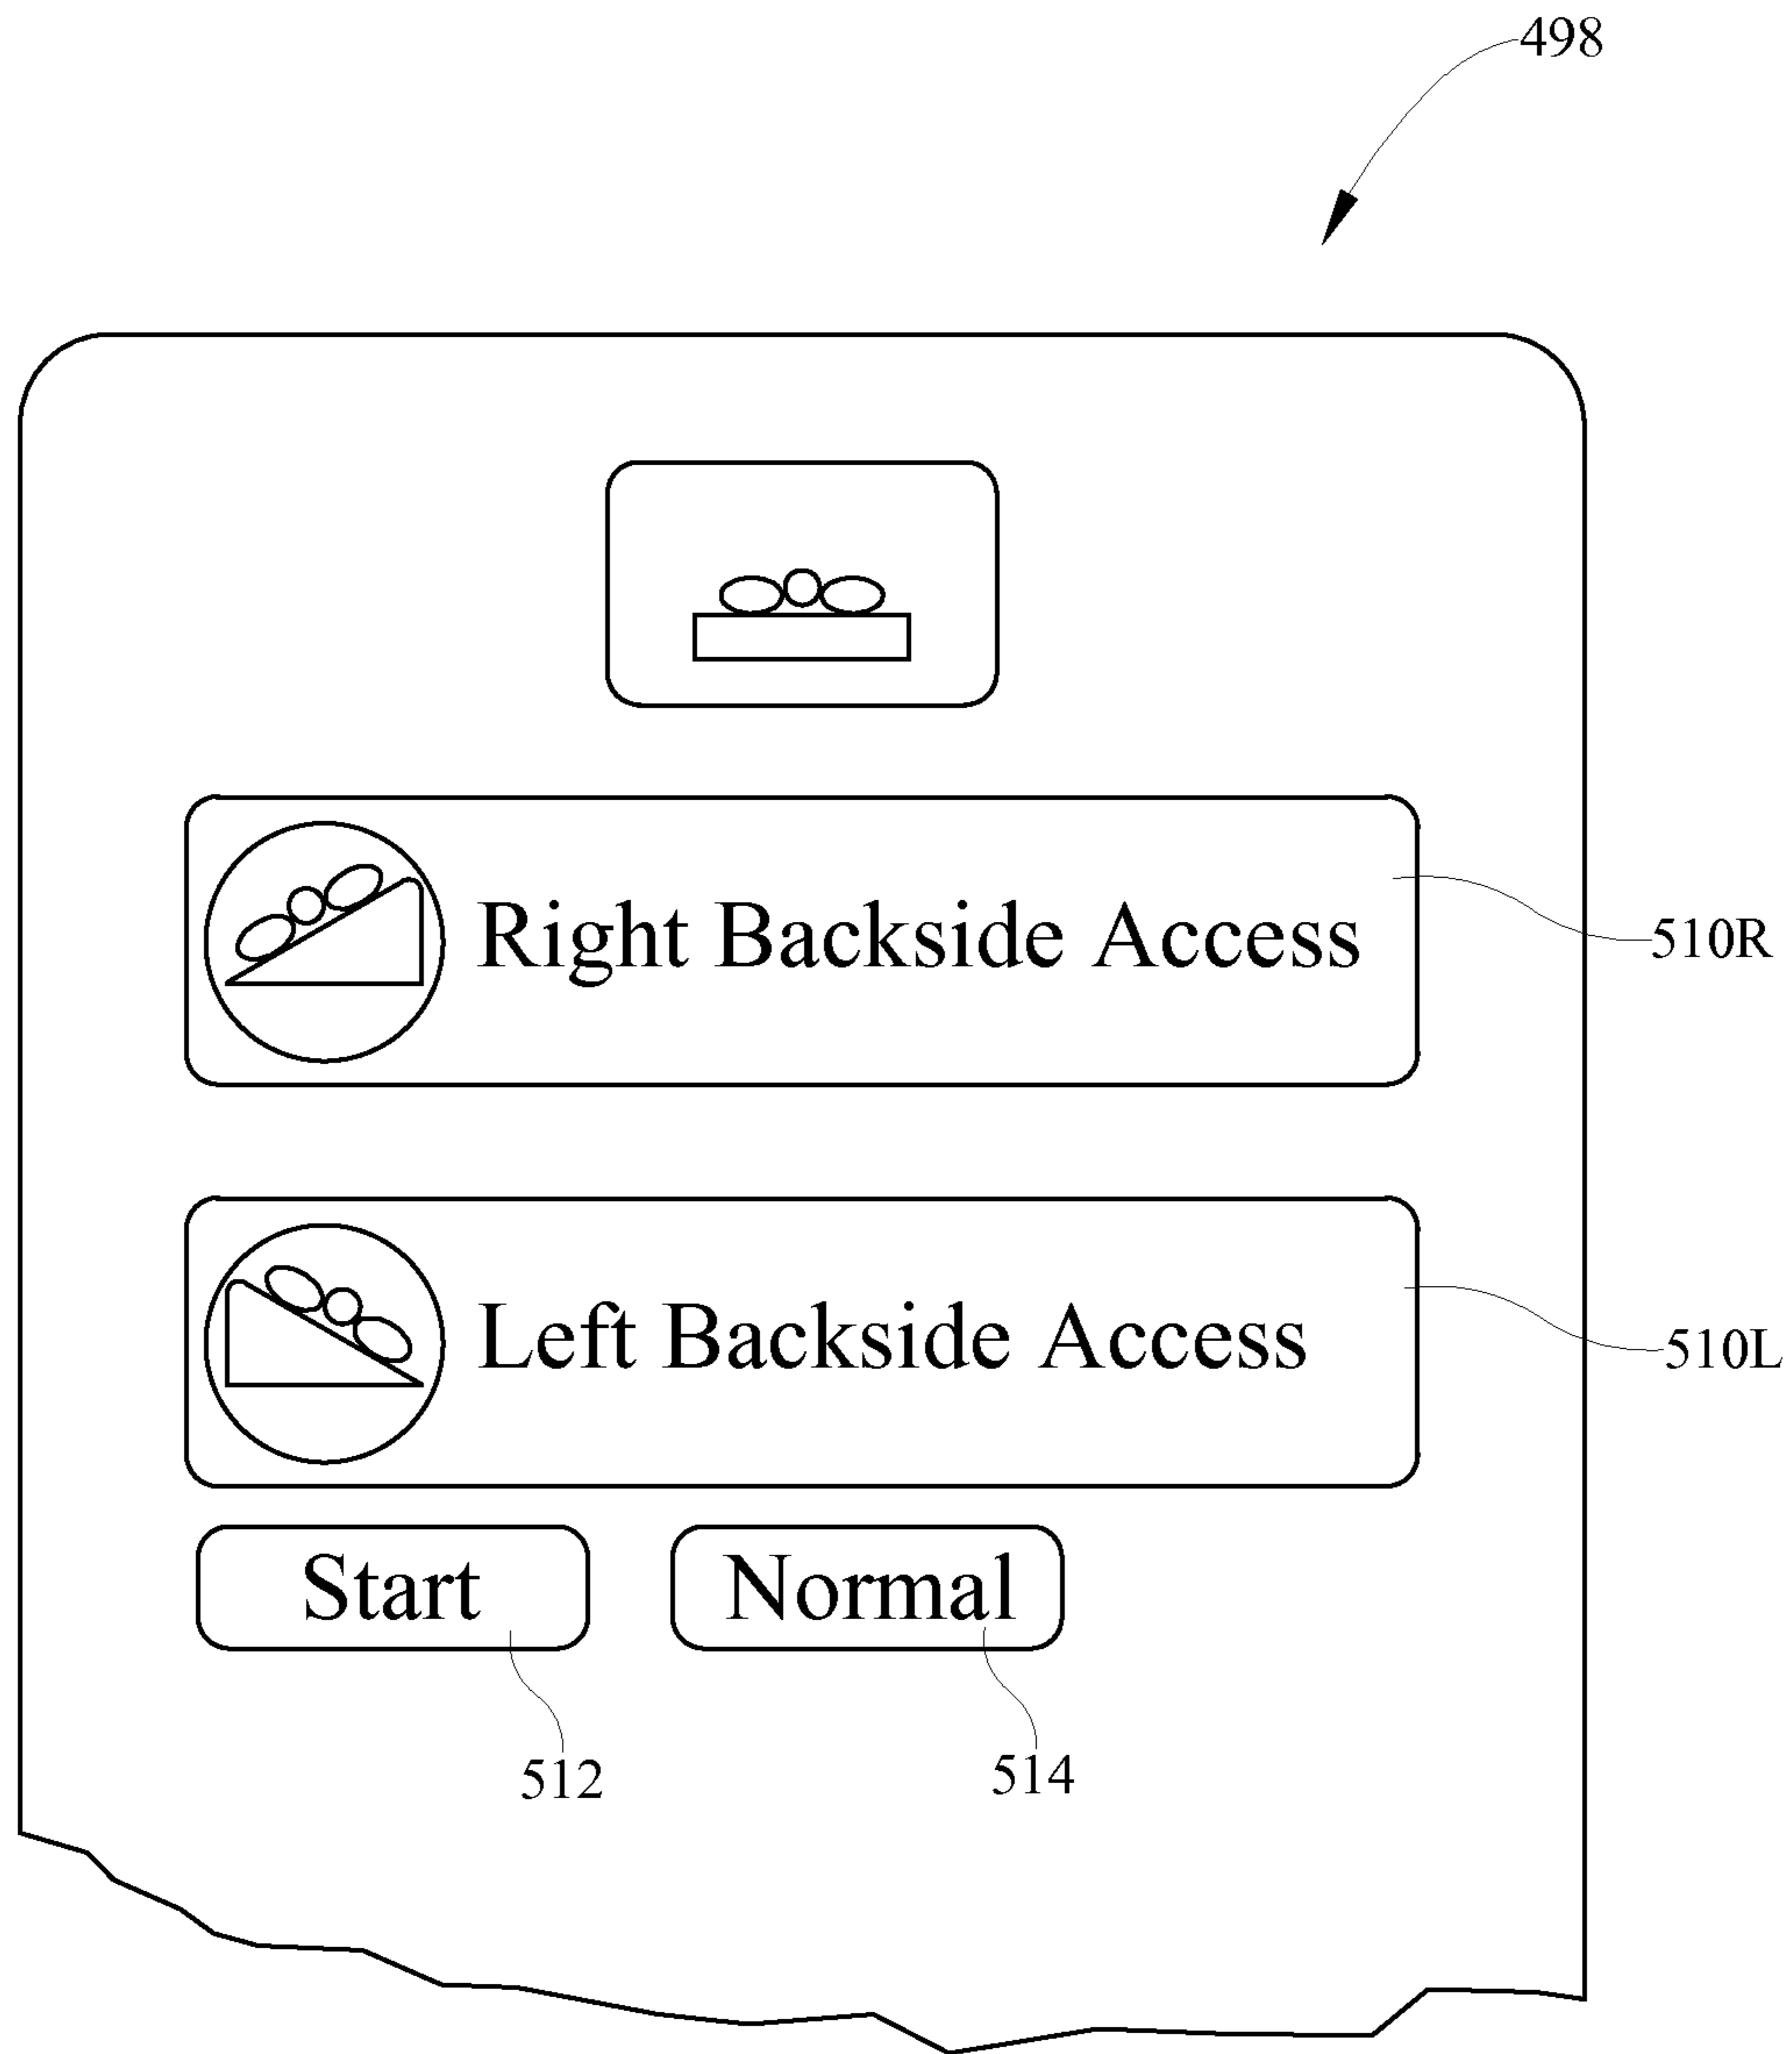 498
Right Backside Access
510R
Left Backside Access
510L
Start
Normal
512
514